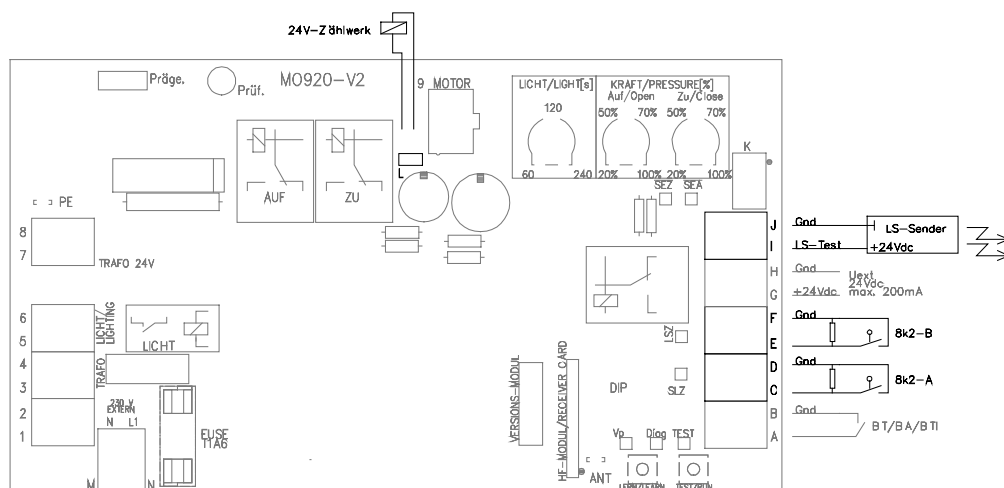 24V-Zählwerk
Präge.
Prüf.
MO920-V2
9 MOTOR
LICHT/LIGHT[s]
120
60 240
KRAFT/PRESSURE[%]
Auf/Open Zu/Close
50% 70% 50% 70%
20% 100% 20% 100%
SEZ SEA
K
AUF
ZU
L
PE
8
7
TRAFO 24V
6
5
LICHT/
LIGHTING
LICHT
4
3
TRAFO
230 V
EXTERN
N L1
2
1
M N
FUSE
T1A6
VERSIONS-MODUL
HF-MODUL/RECEIVER CARD
DIP
LSZ
SLZ
Vp Diag TEST
ANT
LERN/LEARN
TEST/RUN
J Gnd
I LS-Test
LS-Sender
+24Vdc
H Gnd
G +24Vdc
Uext
24Vdc
max. 200mA
F Gnd
E
8k2-B
D Gnd
C
8k2-A
B Gnd
A
BT/BA/BTI